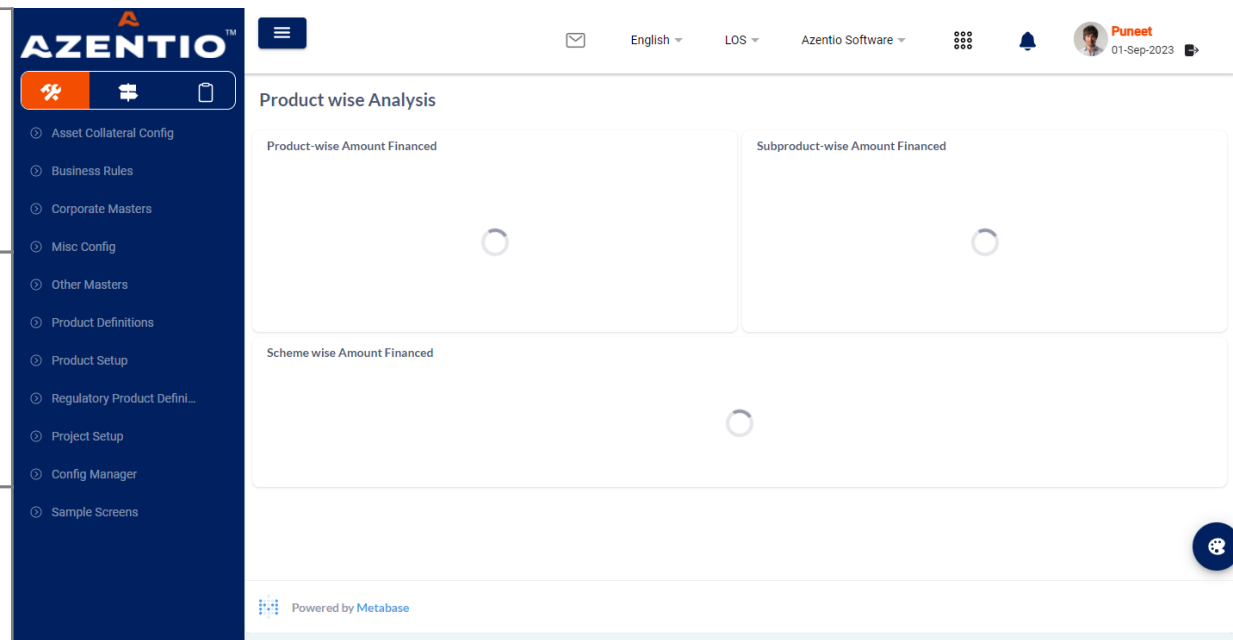 AZENTIO™
English
LOS
Azentio Software
Puneet
01-Sep-2023
Asset Collateral Config
Business Rules
Corporate Masters
Misc Config
Other Masters
Product Definitions
Product Setup
Regulatory Product Defini...
Project Setup
Config Manager
Sample Screens
Product wise Analysis
Product-wise Amount Financed
Subproduct-wise Amount Financed
Scheme wise Amount Financed
Powered by Metabase